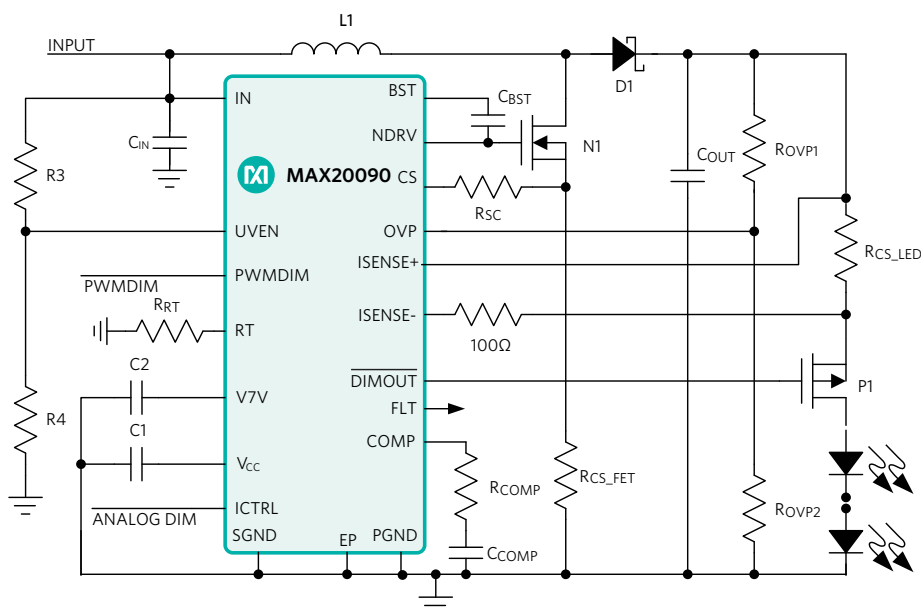 L1
INPUT
D1
IN
BST
CBST
CIN
NDRV
N1
COUT
ROVP1
R3
MAX20090
CS
RSC
UVEN
OVP
ISENSE+
RCS_LED
PWMDIM
PWMDIM
RRT
RT
ISENSE-
100Ω
C2
DIMOUT
P1
R4
V7V
FLT
C1
COMP
VCC
RCOMP
RCS_FET
ROVP2
ANALOG DIM
ICTRL
SGND
EP
PGND
CCOMP